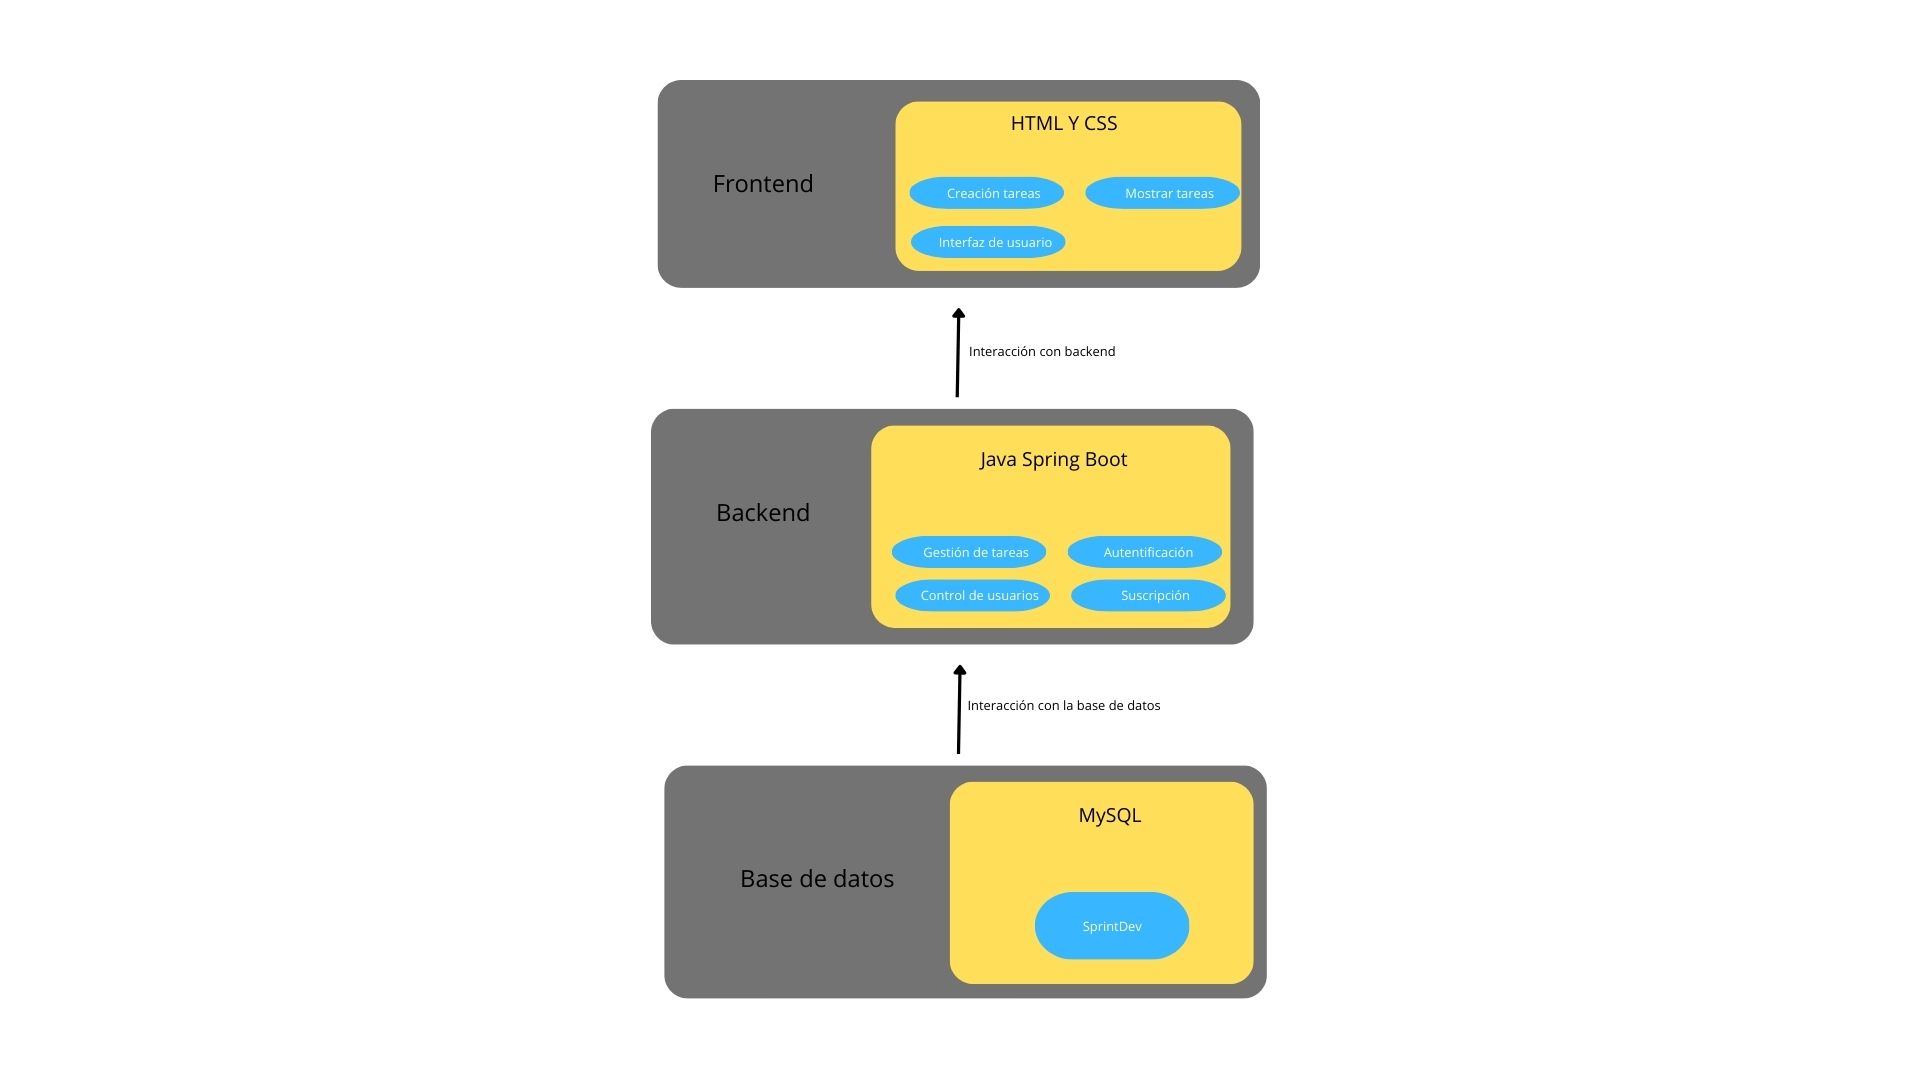 HTML Y CSS
Frontend
Creación tareas
Mostrar tareas
Interfaz de usuario
Interacción con backend
Java Spring Boot
Backend
Gestión de tareas
Autentificación
Control de usuarios
Suscripción
Interacción con la base de datos
MySQL
Base de datos
SprintDev